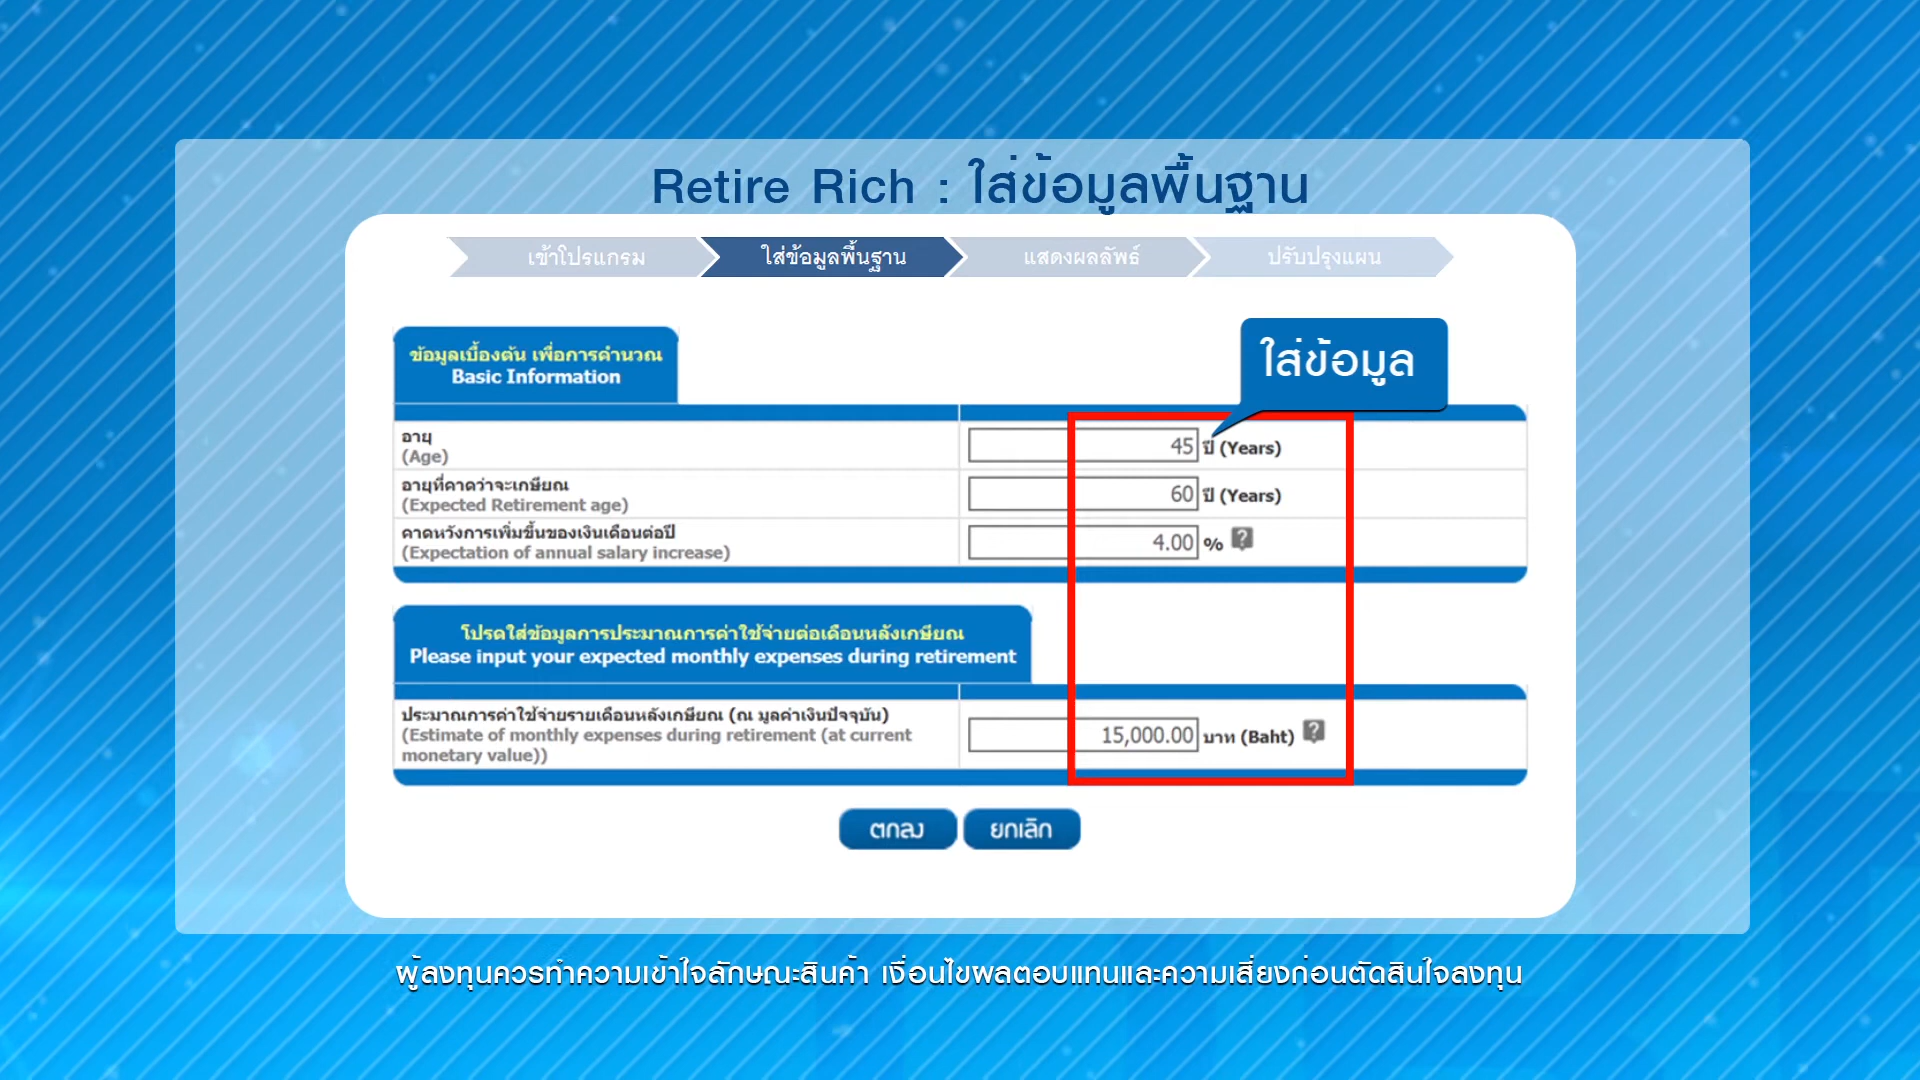 Retire Rich : ใส่ข้อมูลพื้นฐาน
เข้าโปรแกรม
ใส่ข้อมูลพื้นฐาน
แสดงผลลัพธ์
ปรับปรุงแผน
ใส่ข้อมูล
ข้อมูลเบื้องต้น เพื่อการคำนวณ
Basic Information
อายุ
(Age)
45 ปี (Years)
อายุที่คาดว่าจะเกษียณ
(Expected Retirement age)
60 ปี (Years)
คาดหวังการเพิ่มขึ้นของเงินเดือนต่อปี
(Expectation of annual salary increase)
4.00 % ?
โปรดใส่ข้อมูลการประมาณการค่าใช้จ่ายต่อเดือนหลังเกษียณ
Please input your expected monthly expenses during retirement
ประมาณการค่าใช้จ่ายรายเดือนหลังเกษียณ (ณ มูลค่าเงินปัจจุบัน)
(Estimate of monthly expenses during retirement (at current
monetary value))
15,000.00 บาท (Baht) ?
ตกลง
ยกเลิก
ผู้ลงทุนควรทำความเข้าใจลักษณะสินค้า เงื่อนไขผลตอบแทนและความเสี่ยงก่อนตัดสินใจลงทุน